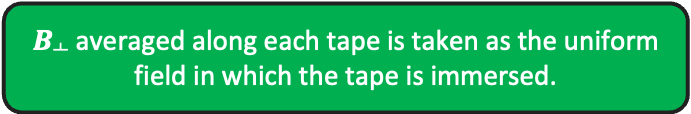 B⊥ averaged along each tape is taken as the uniform
field in which the tape is immersed.